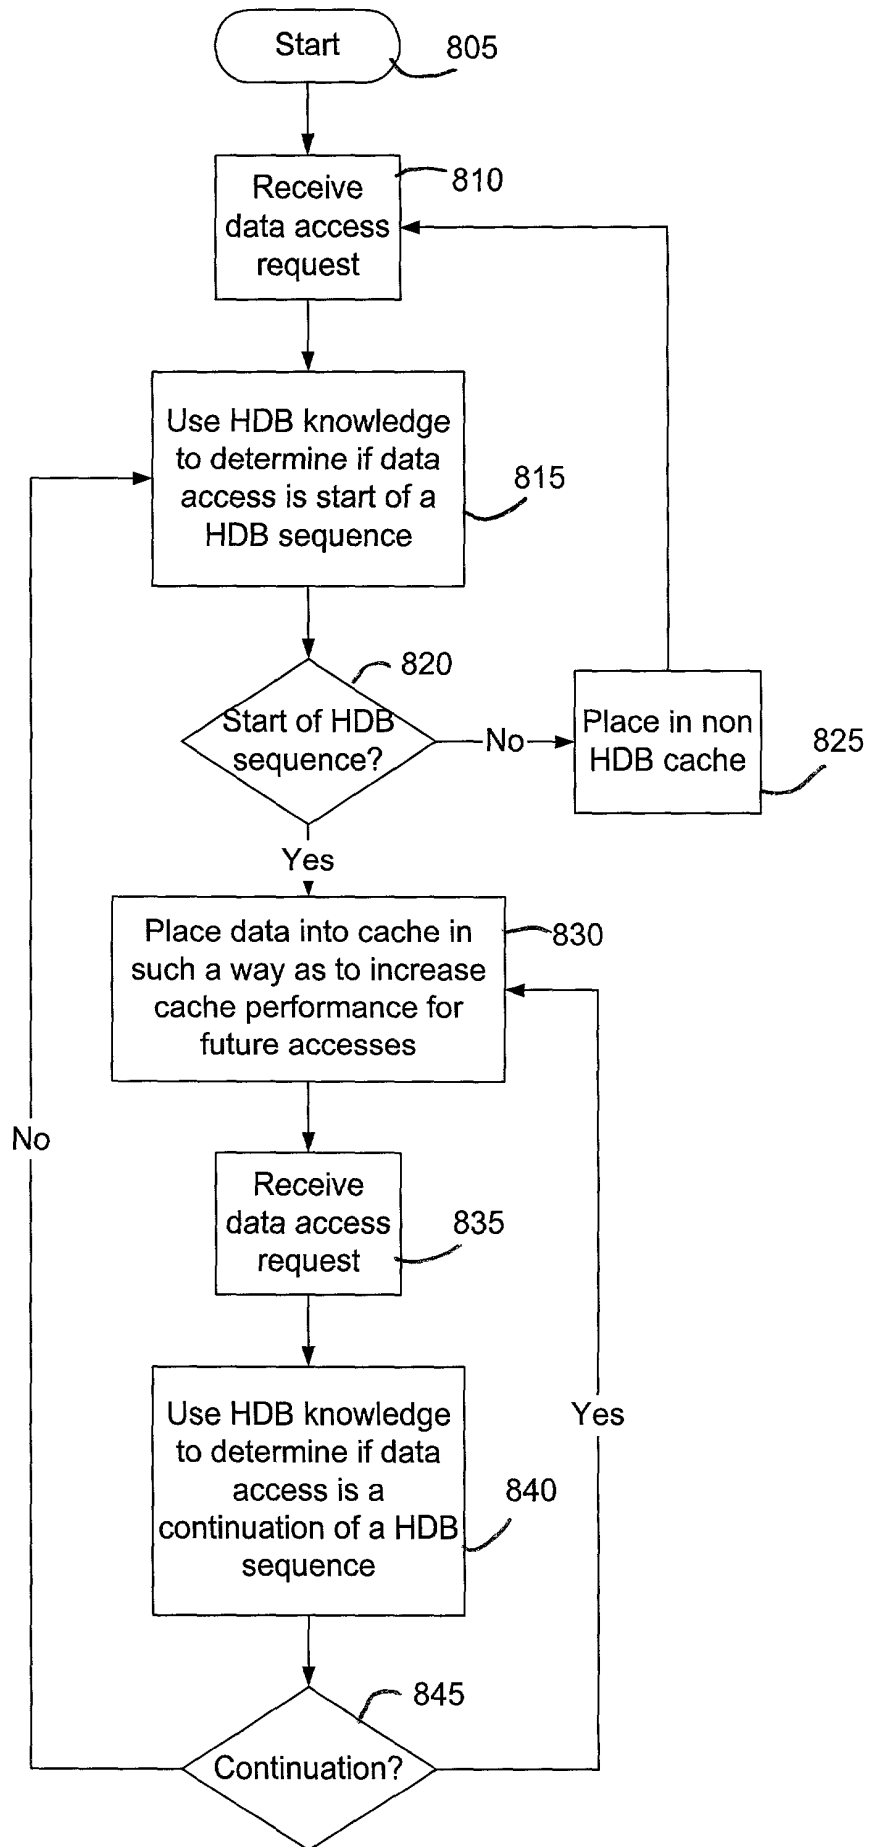 Start
805
Receive
data access
request
810
Use HDB knowledge
to determine if data
access is start of a
HDB sequence
815
820
Start of HDB
sequence?
No
Place in non
HDB cache
825
Yes
Place data into cache in
such a way as to increase
cache performance for
future accesses
830
No
Receive
data access
request
835
Use HDB knowledge
to determine if data
access is a
continuation of a HDB
sequence
840
Yes
845
Continuation?